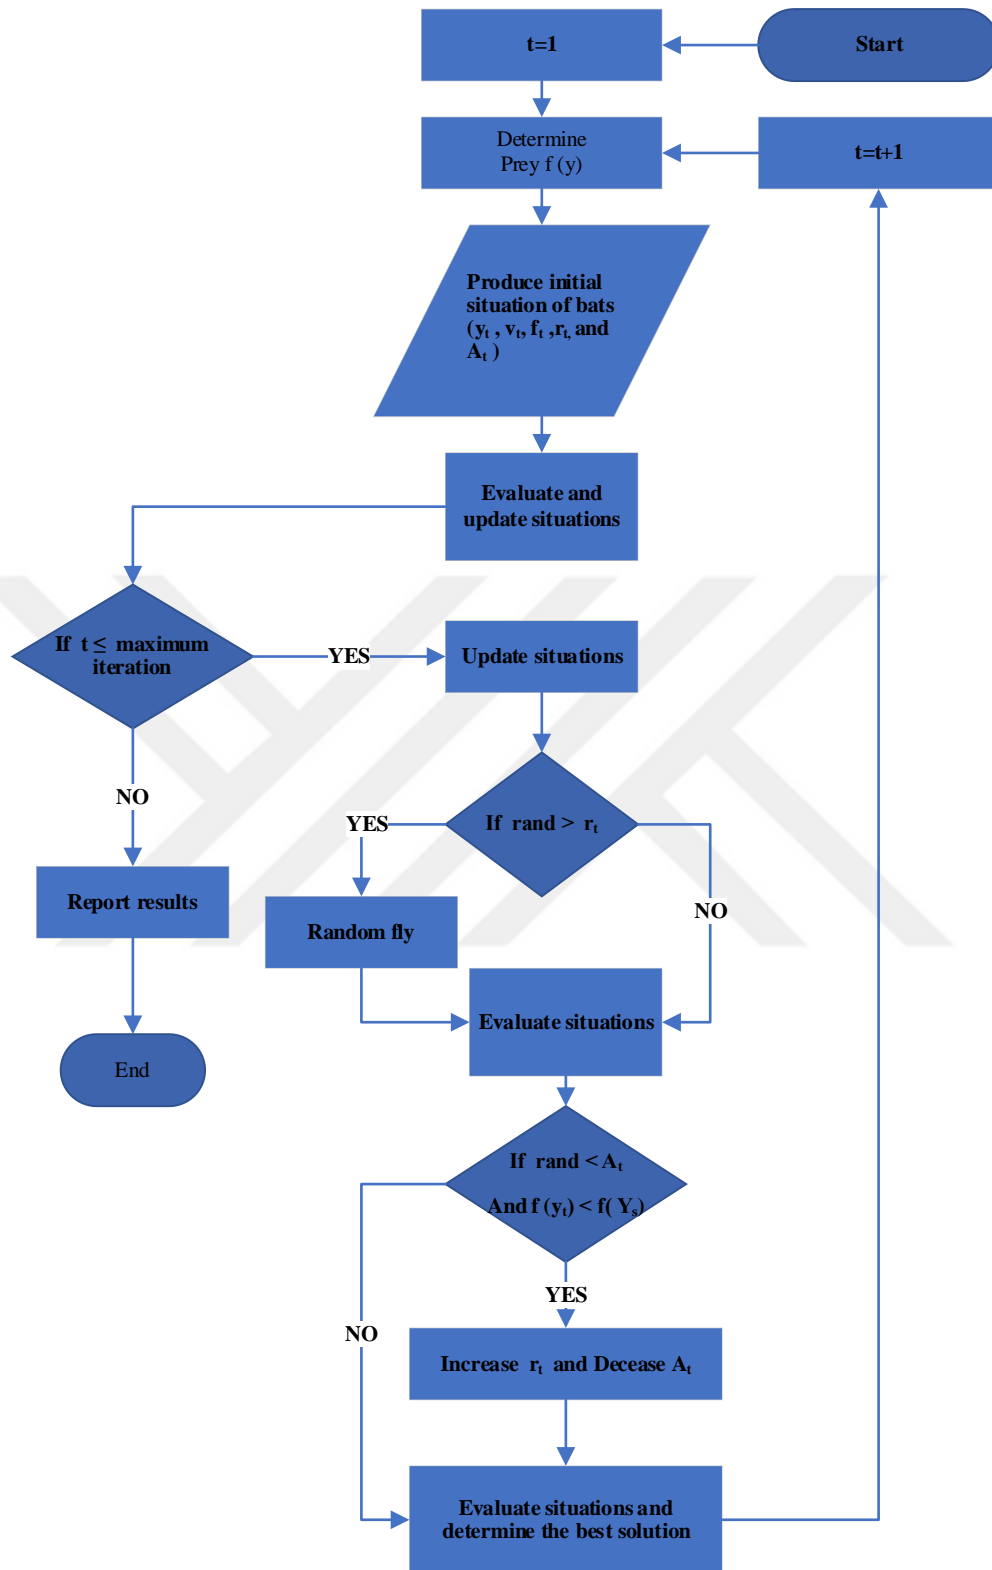 Start
t=1
Determine
Prey f (y)
t=t+1
Produce initial
situation of bats
(yₜ , vₜ, fₜ ,rₜ, and
Aₜ )
Evaluate and
update situations
If t ≤ maximum
iteration
YES
Update situations
NO
If rand > rₜ
YES
NO
Report results
Random fly
Evaluate situations
End
If rand < Aₜ
And f (yₜ) < f( Yₛ)
YES
NO
Increase rₜ and Decease Aₜ
Evaluate situations and
determine the best solution